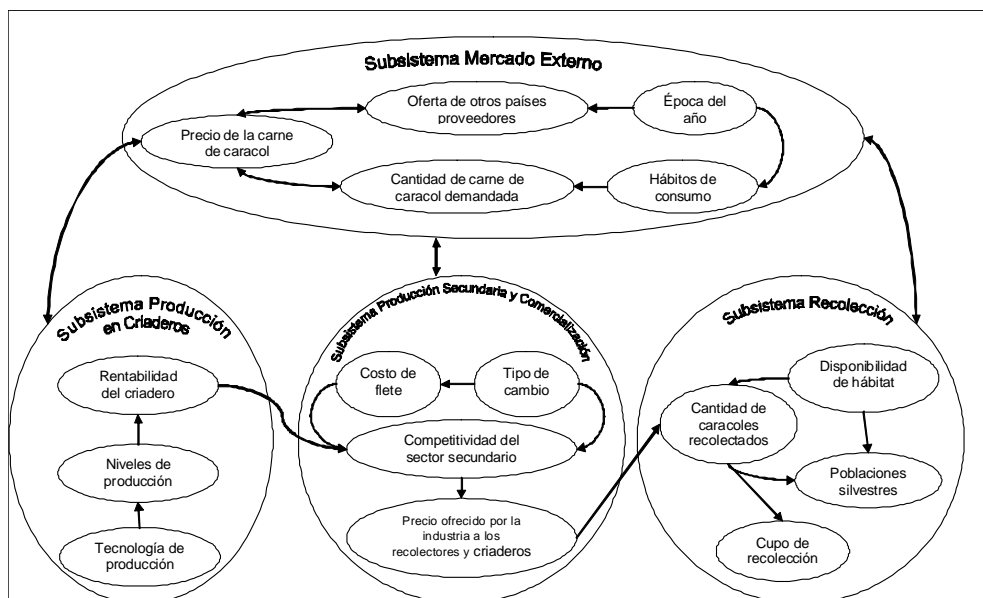 Subsistema Mercado Externo
Oferta de otros países
proveedores
Época del
año
Precio de la carne
de caracol
Cantidad de carne de
caracol demandada
Hábitos de
consumo
Subsistema Producción
en Criaderos
Rentabilidad
del criadero
Niveles de
producción
Tecnología de
producción
Subsistema Producción Secundaria y Comercialización
Costo de
flete
Tipo de
cambio
Competitividad del
sector secundario
Precio ofrecido por la
industria a los
recolectores y criaderos
Subsistema Recolección
Disponibilidad
de hábitat
Cantidad de
caracoles
recolectados
Poblaciones
silvestres
Cupo de
recolección